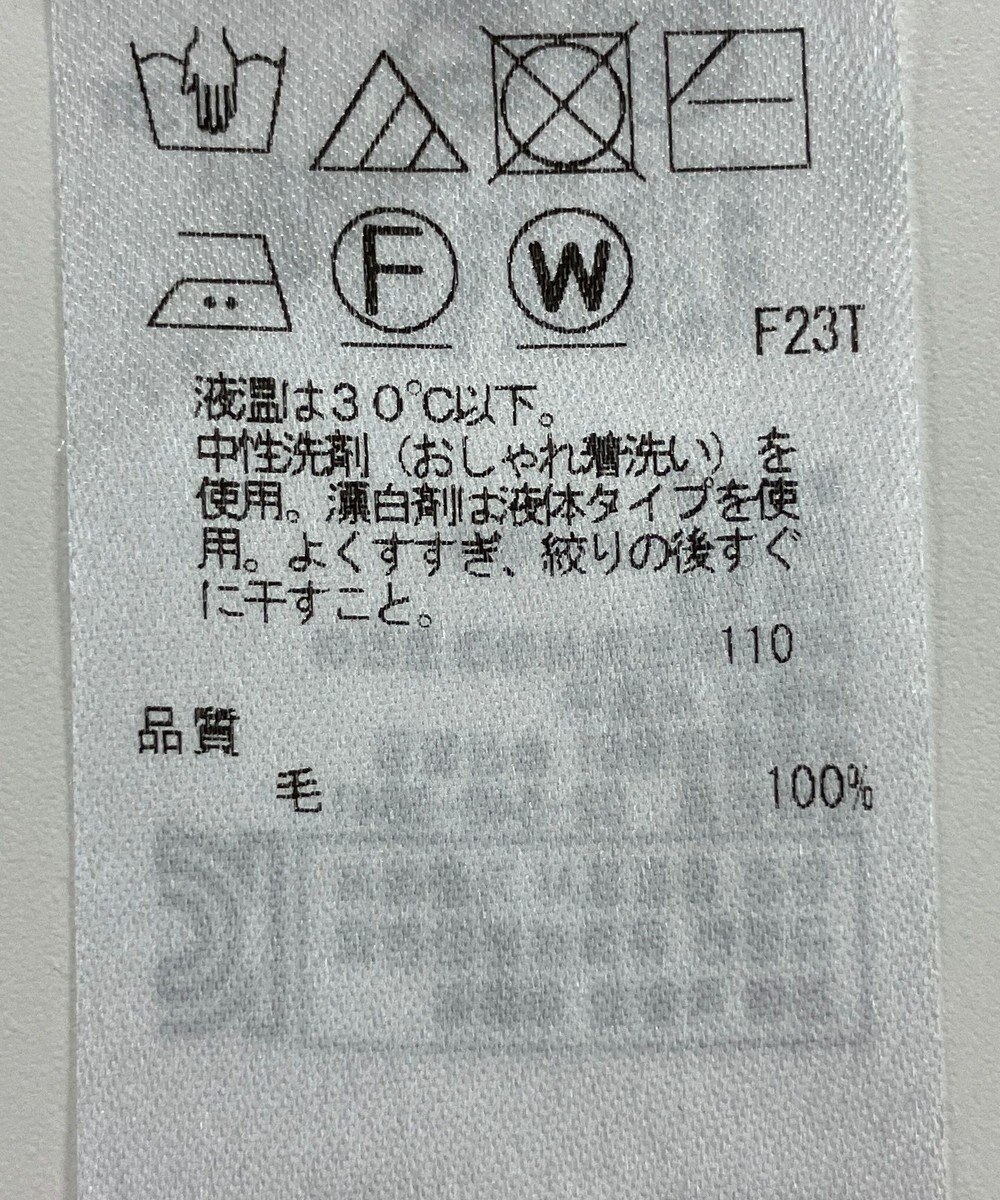 F
W
F23T
液温は30℃以下。
中性洗剤（おしゃれ着洗い）を
使用。漂白剤は液体タイプを使
用。よくすすぎ、絞りの後すぐ
に干すこと。
110
品質
毛 100%